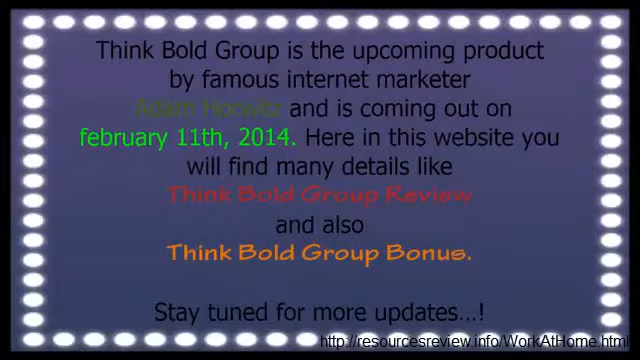 Think Bold Group is the upcoming product
by famous internet marketer
Adam Horwitz and is coming out on
february 11th, 2014. Here in this website you
will find many details like
Think Bold Group Review
and also
Think Bold Group Bonus.
Stay tuned for more updates...!
http://resourcesreview.info/WorkAtHome.html